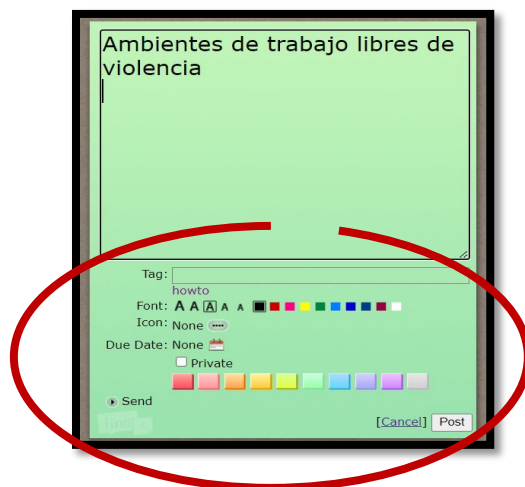 Ambientes de trabajo libres de
violencia
Tag:
howto
Font: A A A A A
Icon: None
Due Date: None
Private
Send
[Cancel] Post